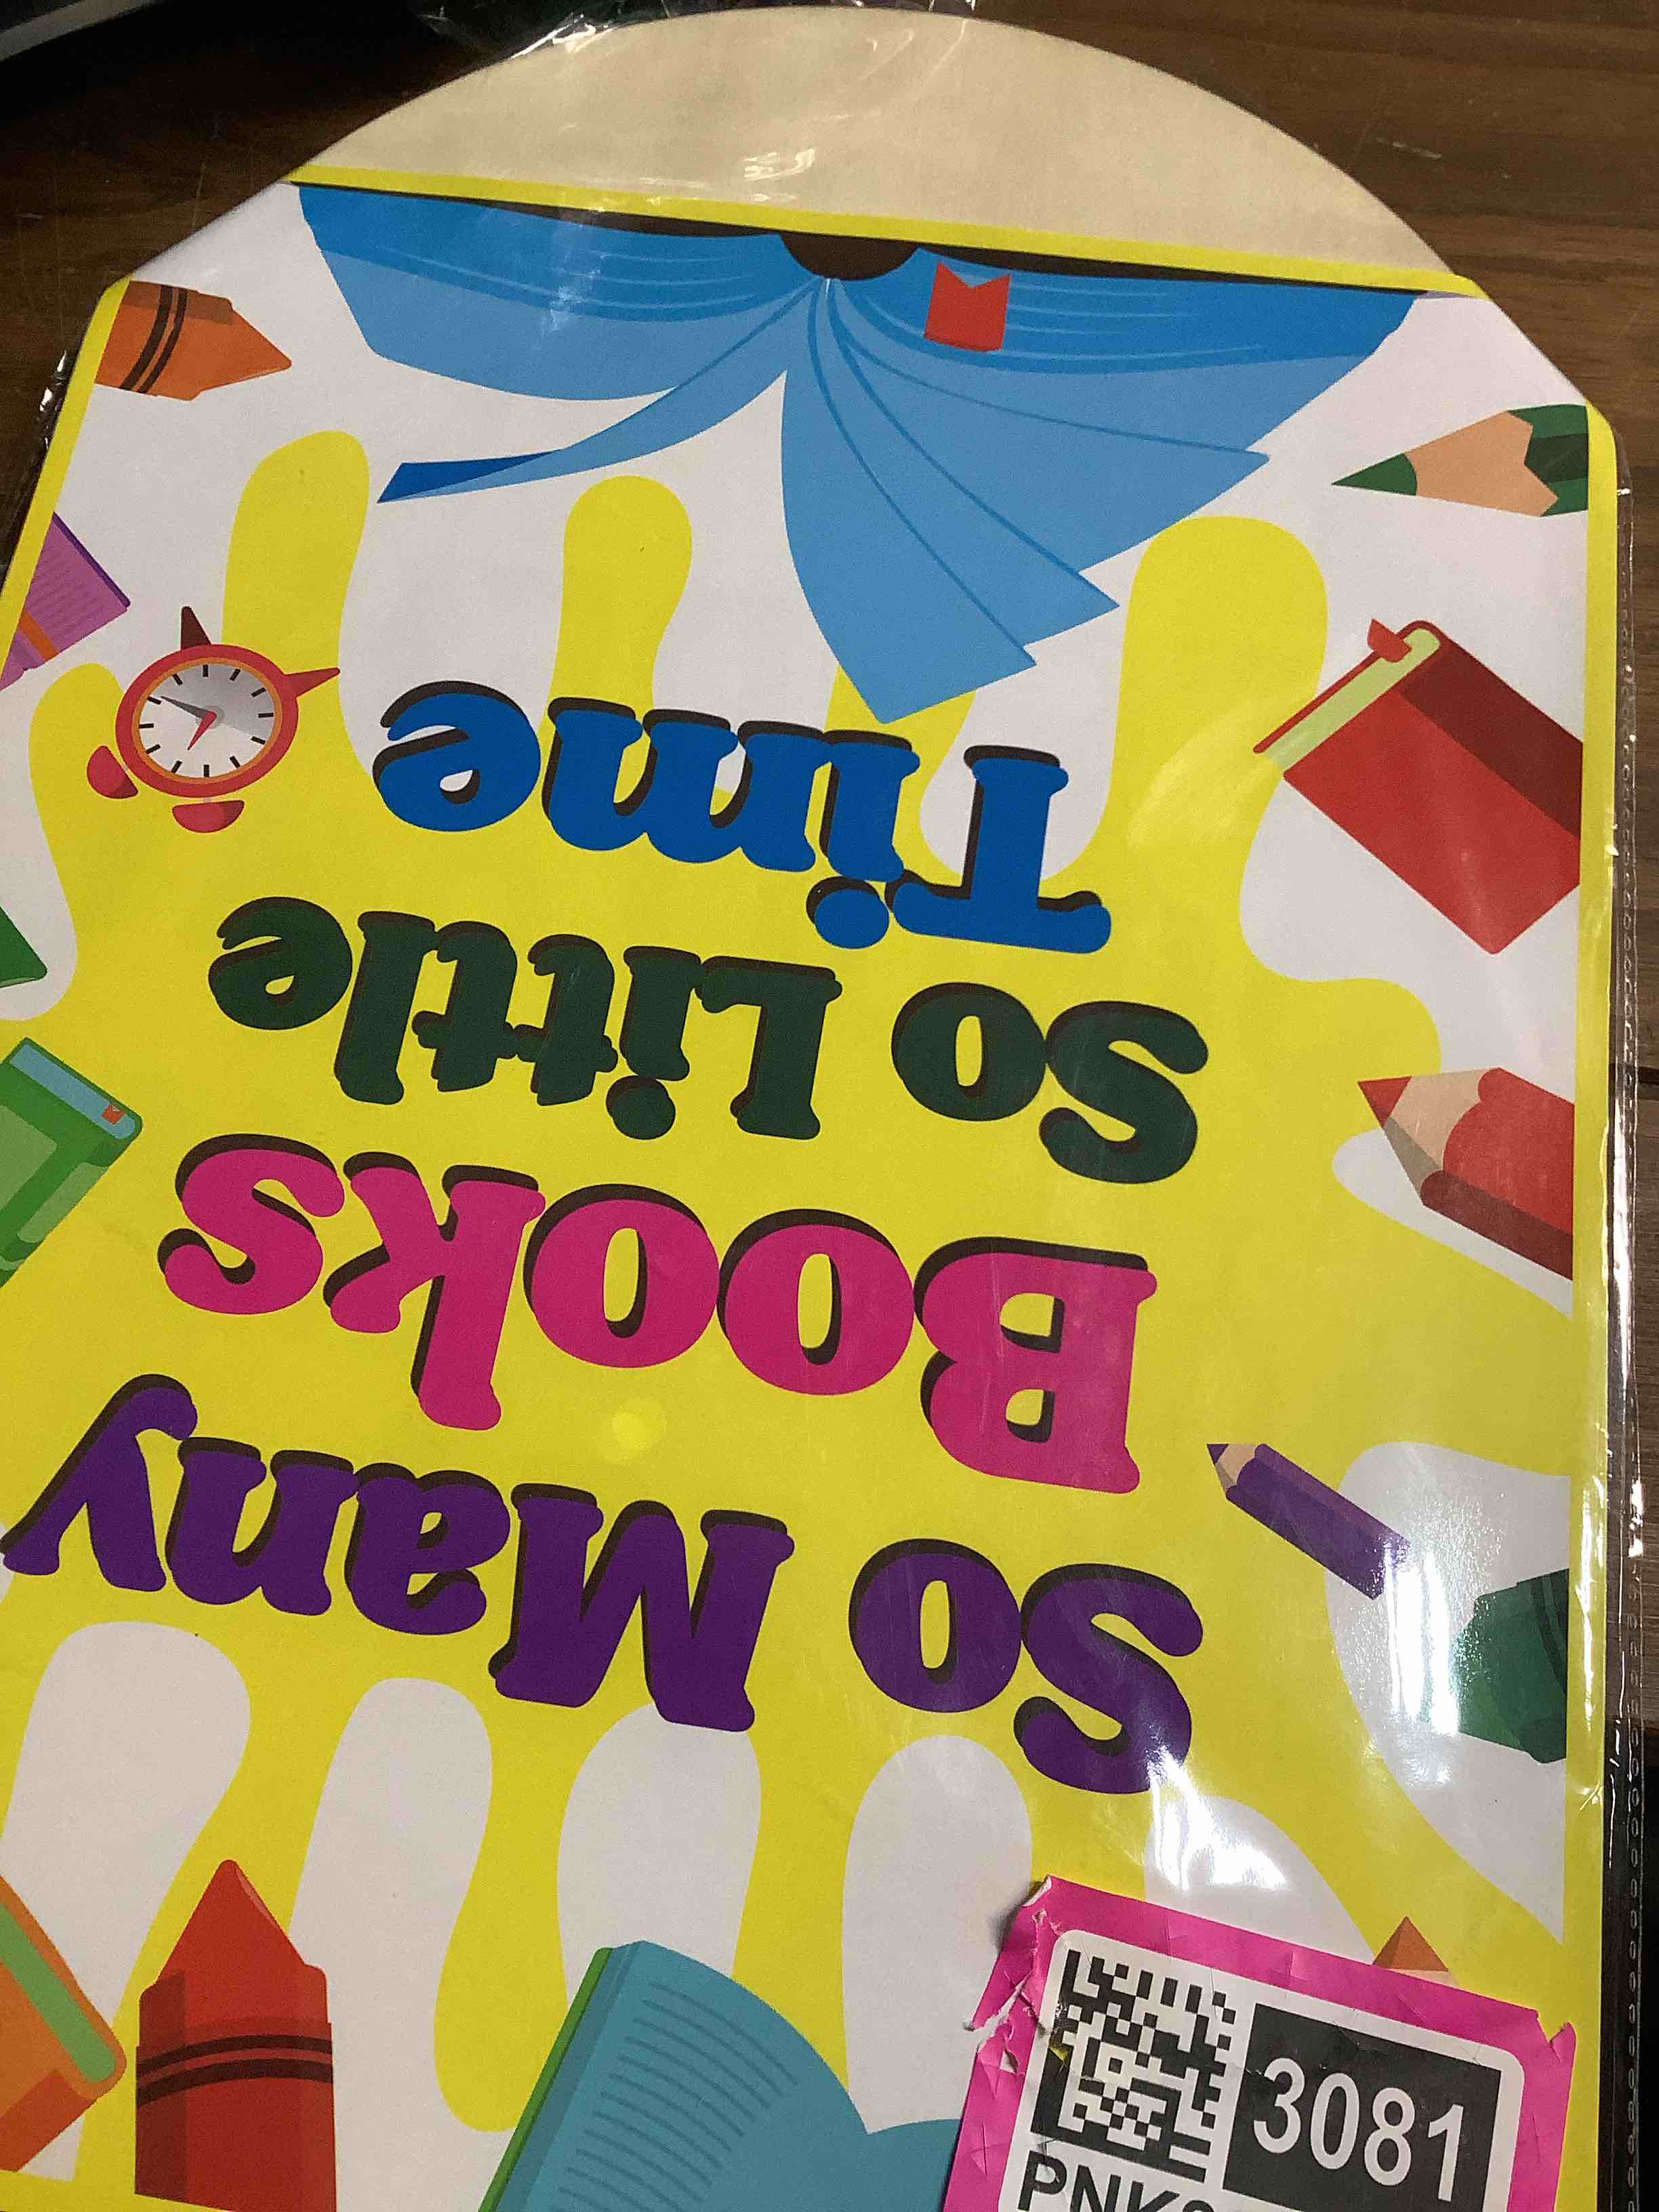 So Many
Books
So Little
Time
3081